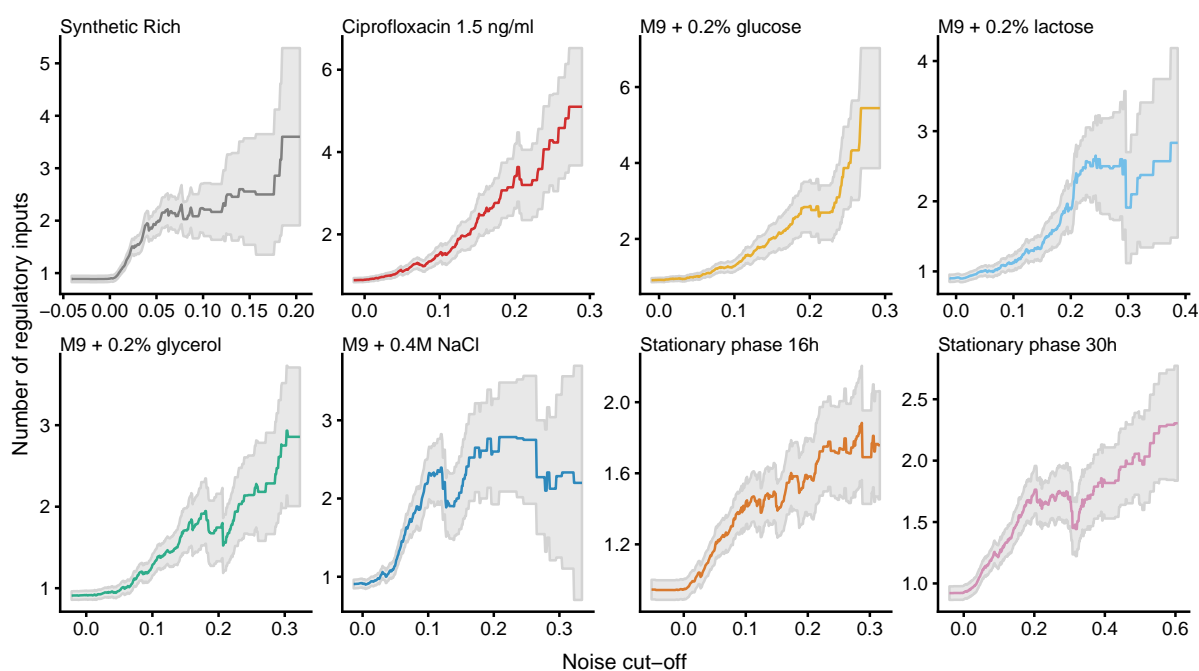 Synthetic Rich
Ciprofloxacin 1.5 ng/ml
M9 + 0.2% glucose
M9 + 0.2% lactose
5
4
3
2
1
−0.05 0.00 0.05 0.10 0.15 0.20
6
4
2
0.0 0.1 0.2 0.3
6
4
2
0.0 0.1 0.2 0.3
4
3
2
1
0.0 0.1 0.2 0.3 0.4
Number of regulatory inputs
M9 + 0.2% glycerol
M9 + 0.4M NaCl
Stationary phase 16h
Stationary phase 30h
3
2
1
0.0 0.1 0.2 0.3
3
2
1
0.0 0.1 0.2 0.3
2.0
1.6
1.2
0.0 0.1 0.2 0.3
2.5
2.0
1.5
1.0
0.0 0.2 0.4 0.6
Noise cut−off